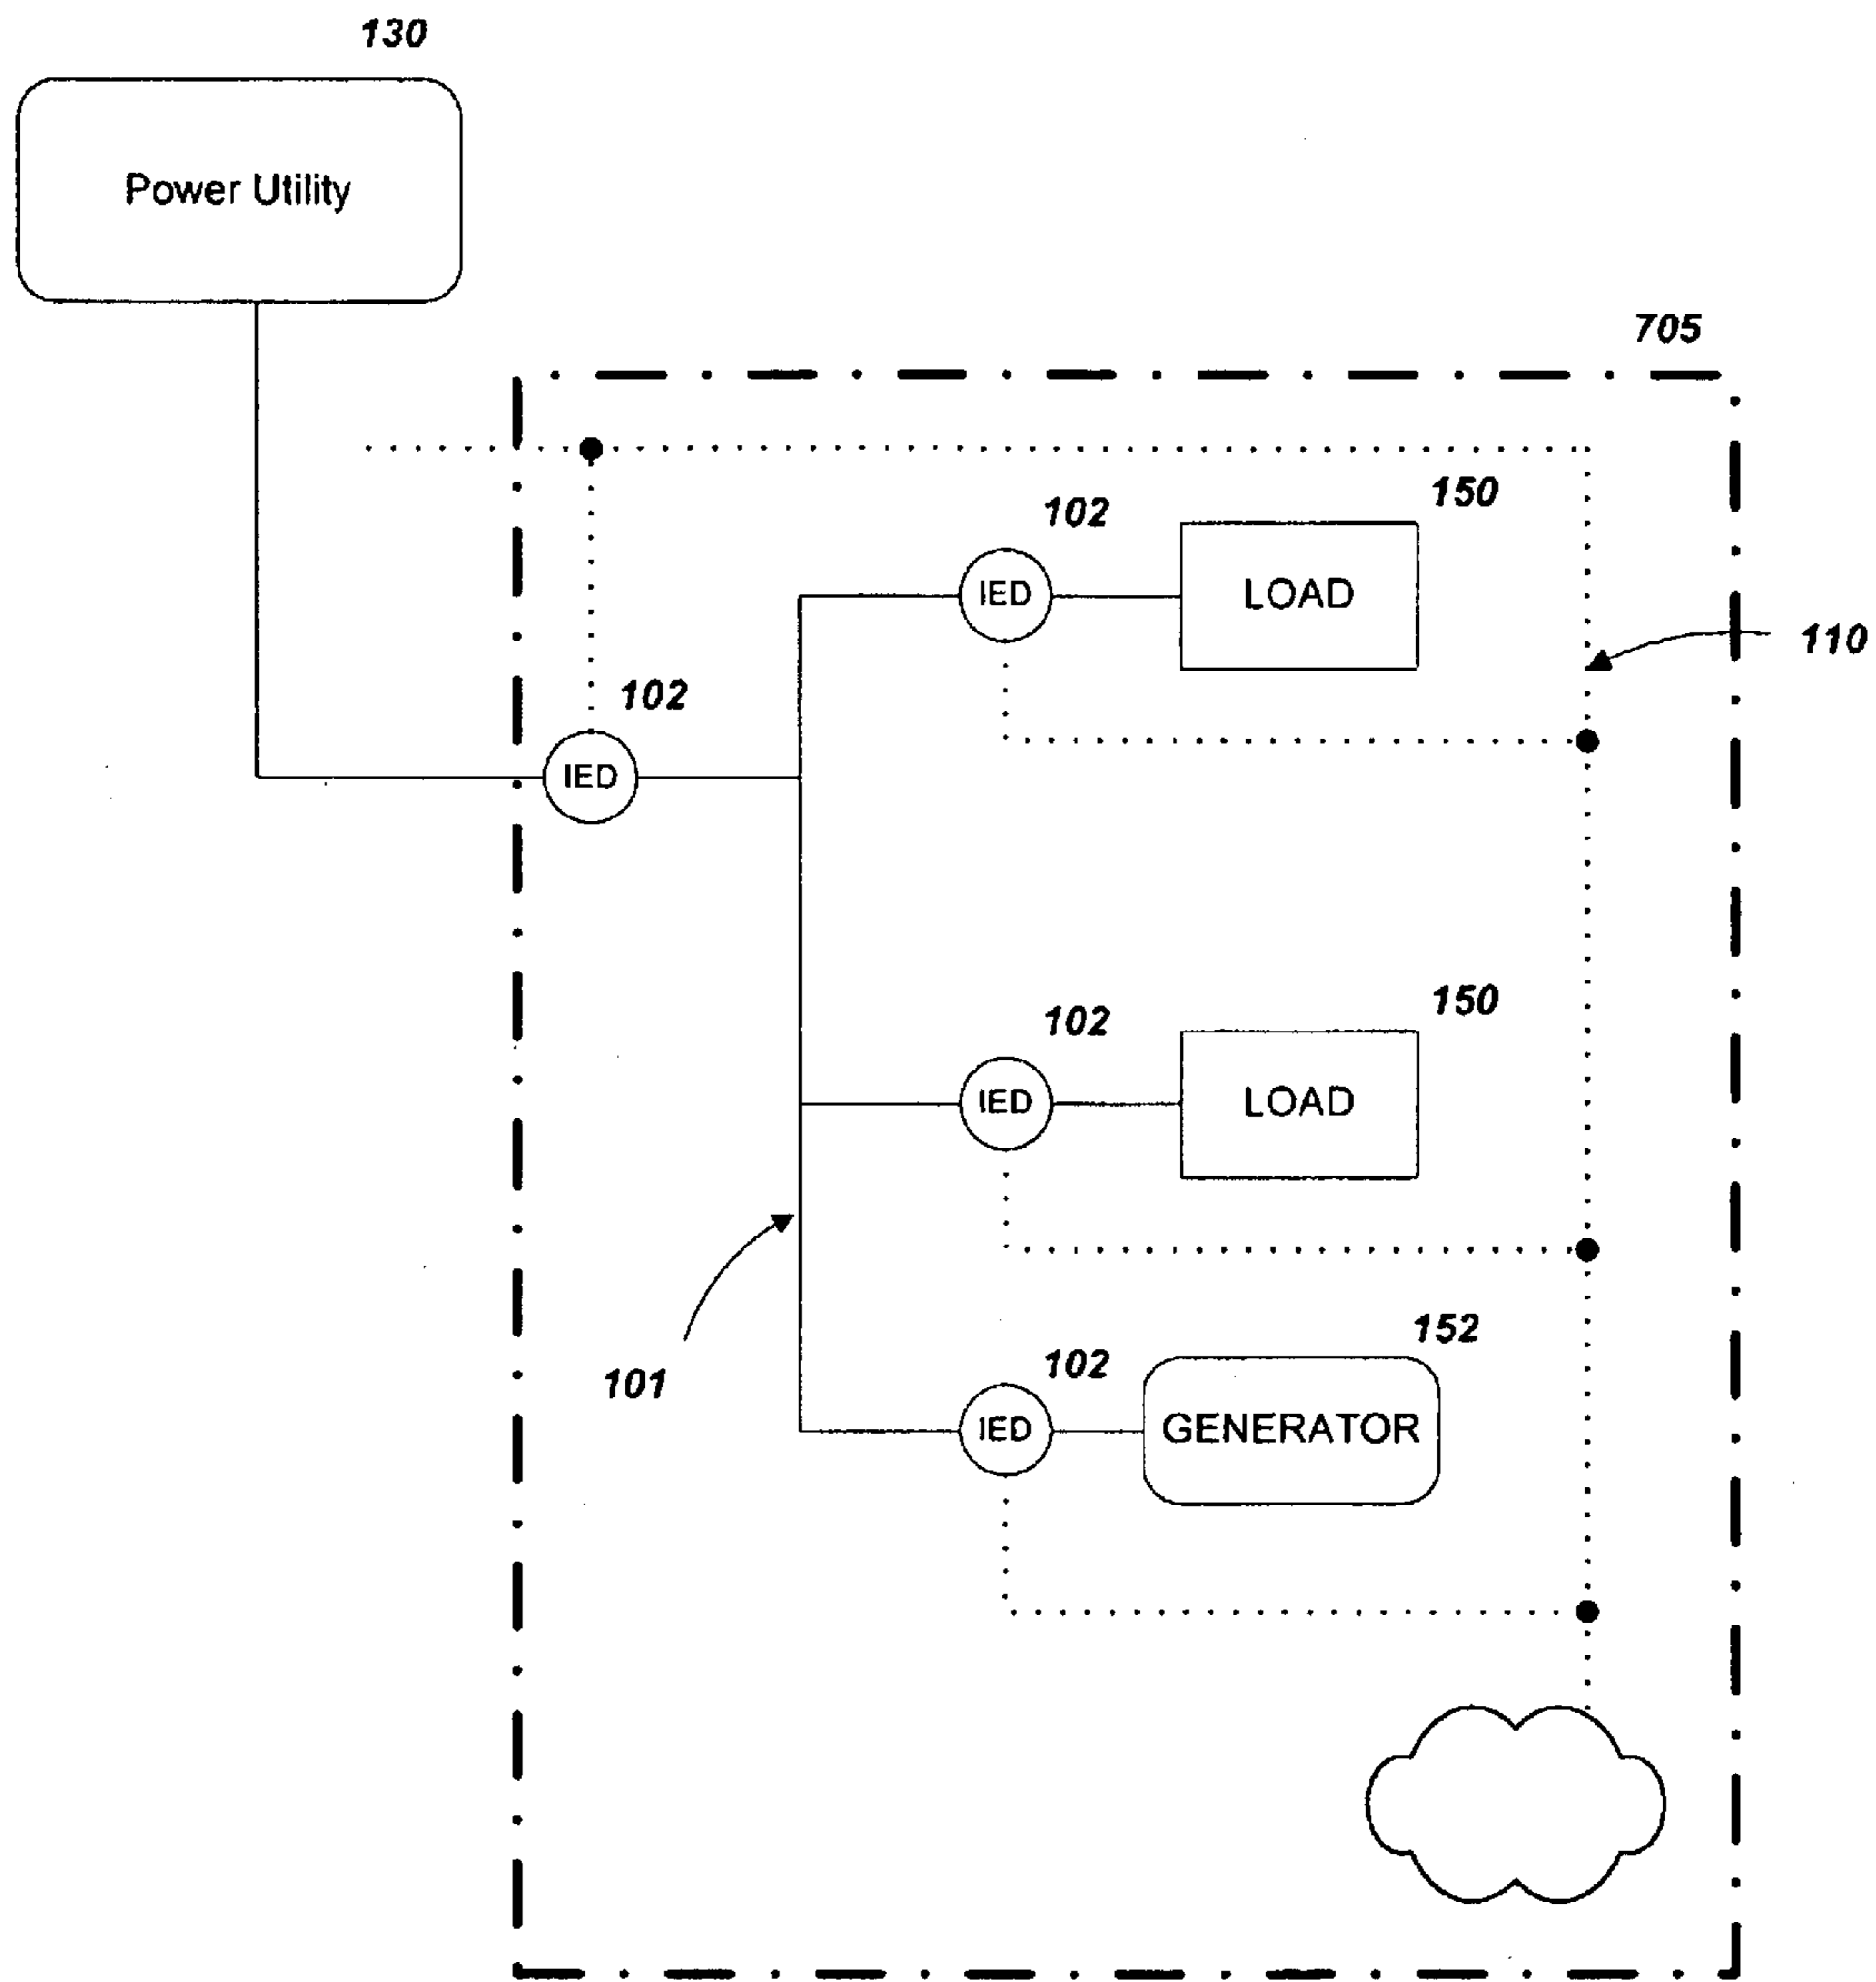 130
Power Utility
705
102
150
IED
LOAD
110
102
IED
102
150
IED
LOAD
101
102
152
IED
GENERATOR